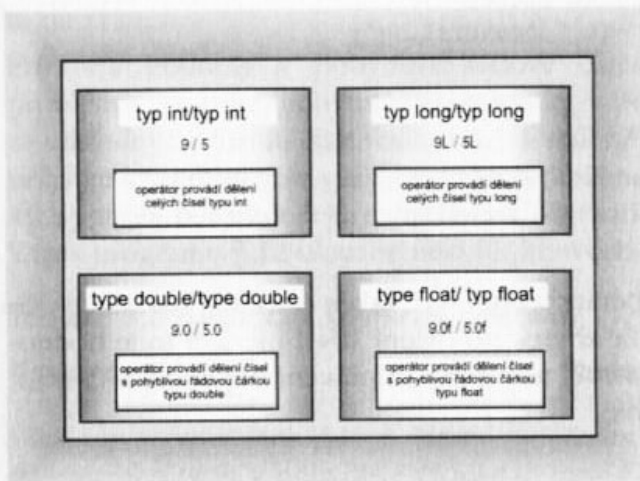 typ int/typ int
9 / 5
operátor provádí dělení
celých čísel typu int
typ long/typ long
9L / 5L
operátor provádí dělení
celých čísel typu long
type double/type double
9.0 / 5.0
operátor provádí dělení čísel
s pohyblivou řádovou čárkou
typu double
type float/ typ float
9.0f / 5.0f
operátor provádí dělení čísel
s pohyblivou řádovou čárkou
typu float